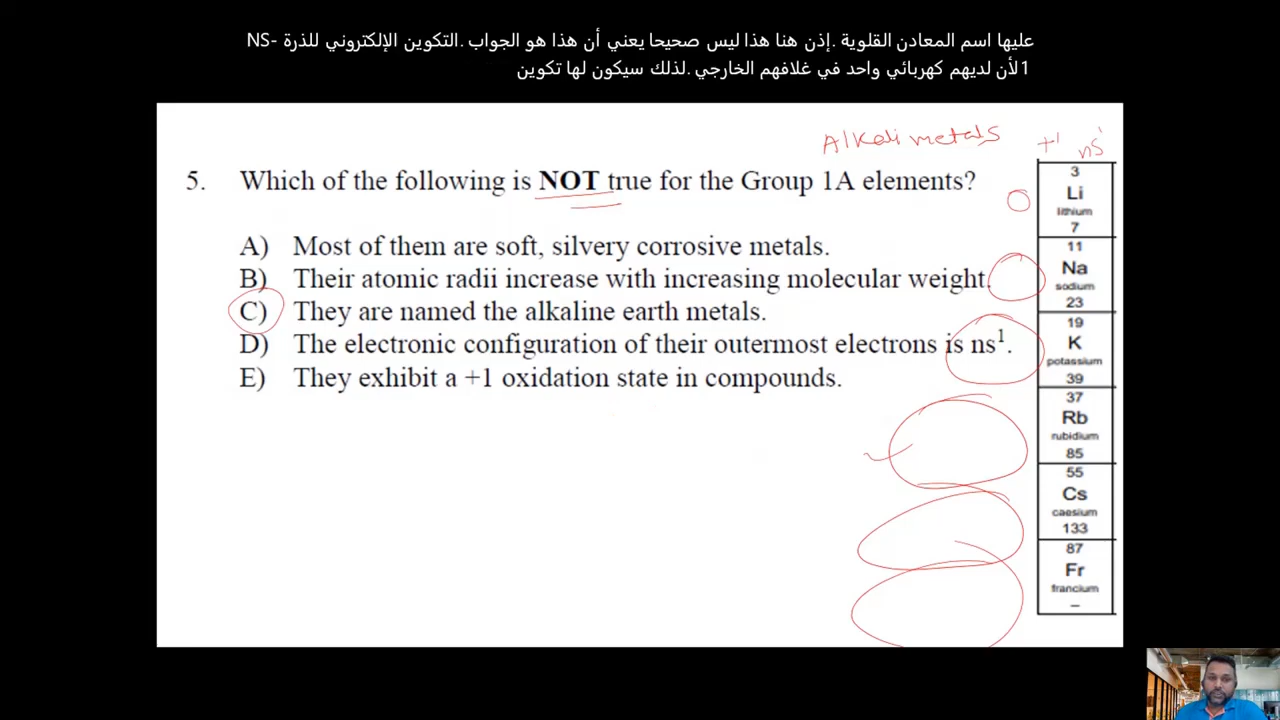 عليها اسم المعادن القلوية .إذن هنا هذا ليس صحيحا يعني أن هذا هو الجواب .التكوين الإلكتروني للذرة -NS
1لأن لديهم كهربائي واحد في غلافهم الخارجي .لذلك سيكون لها تكوين
Alkali metals
+1 ns¹
5. Which of the following is NOT true for the Group 1A elements?
A) Most of them are soft, silvery corrosive metals.
B) Their atomic radii increase with increasing molecular weight.
C) They are named the alkaline earth metals.
D) The electronic configuration of their outermost electrons is ns¹.
E) They exhibit a +1 oxidation state in compounds.
3
Li
lithium
7
11
Na
sodium
23
19
K
potassium
39
37
Rb
rubidium
85
55
Cs
caesium
133
87
Fr
francium
–